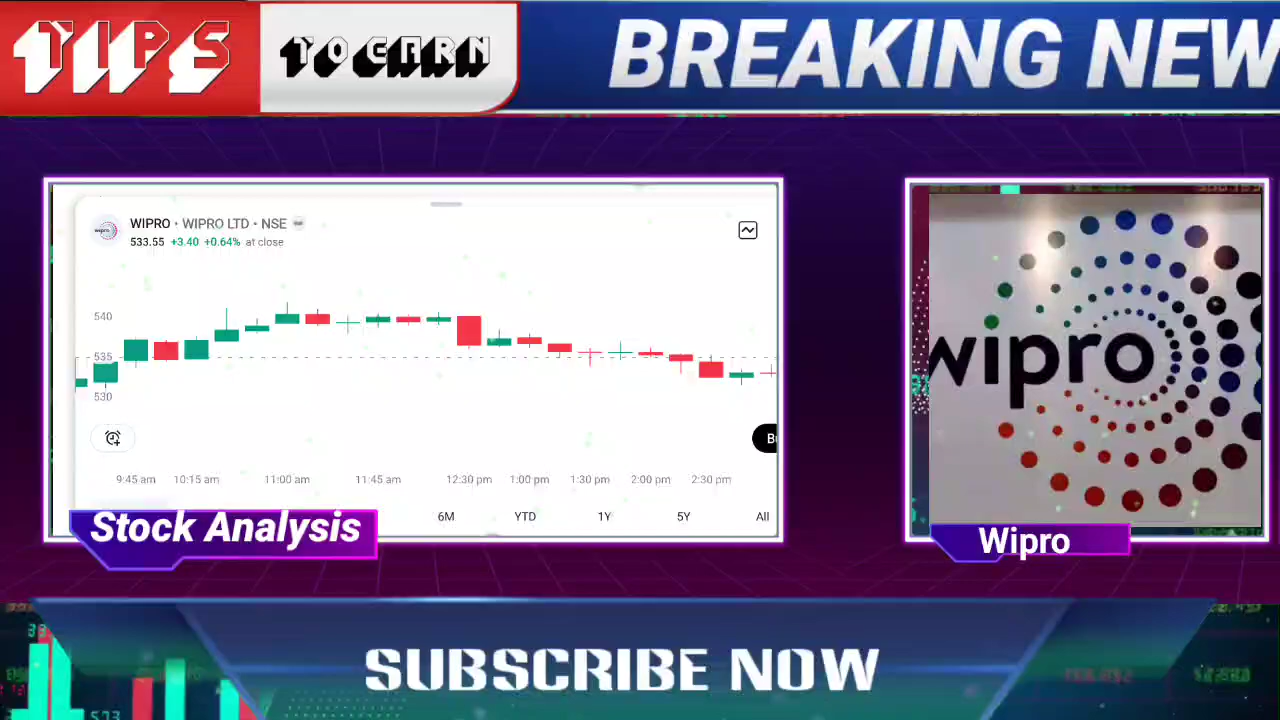 TIPS
TO EARN
BREAKING NEW
WIPRO • WIPRO LTD • NSE
533.55 +3.40 +0.64% at close
540
535
530
9:45 am 10:15 am 11:00 am 11:45 am 12:30 pm 1:00 pm 1:30 pm 2:00 pm 2:30 pm
6M YTD 1Y 5Y All
Stock Analysis
wipro
Wipro
SUBSCRIBE NOW
573